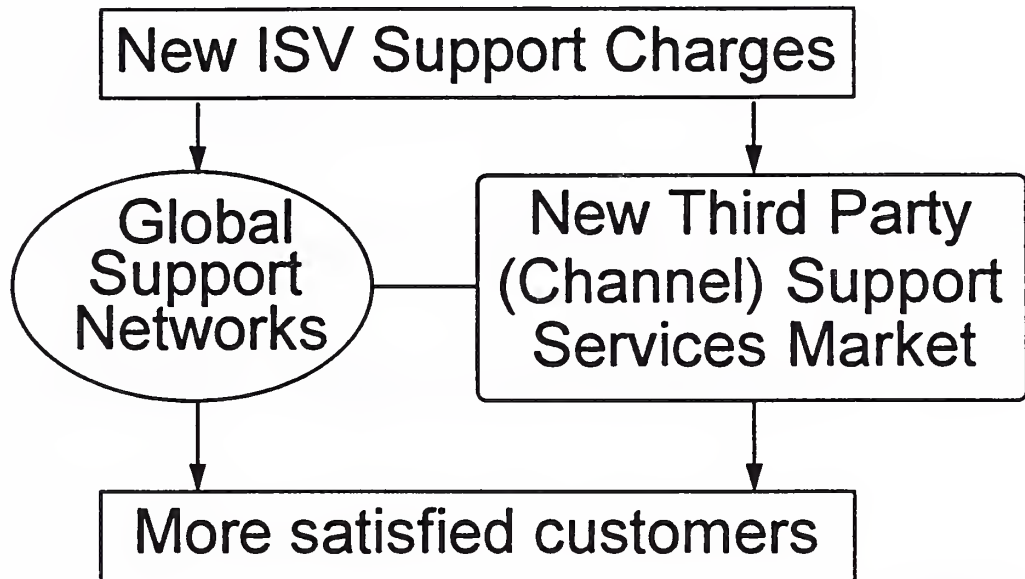 New ISV Support Charges
Global
Support
Networks
New Third Party
(Channel) Support
Services Market
More satisfied customers